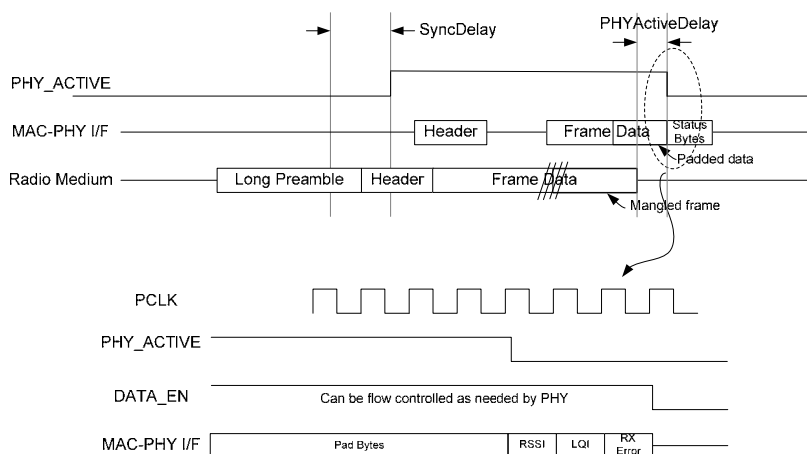 SyncDelay
PHYActiveDelay
PHY_ACTIVE
MAC-PHY I/F
Header
Frame Data
Status
Bytes
Padded data
Radio Medium
Long Preamble
Header
Frame Data
Mangled frame
PCLK
PHY_ACTIVE
DATA_EN
Can be flow controlled as needed by PHY
MAC-PHY I/F
Pad Bytes
RSSI
LQI
RX
Error